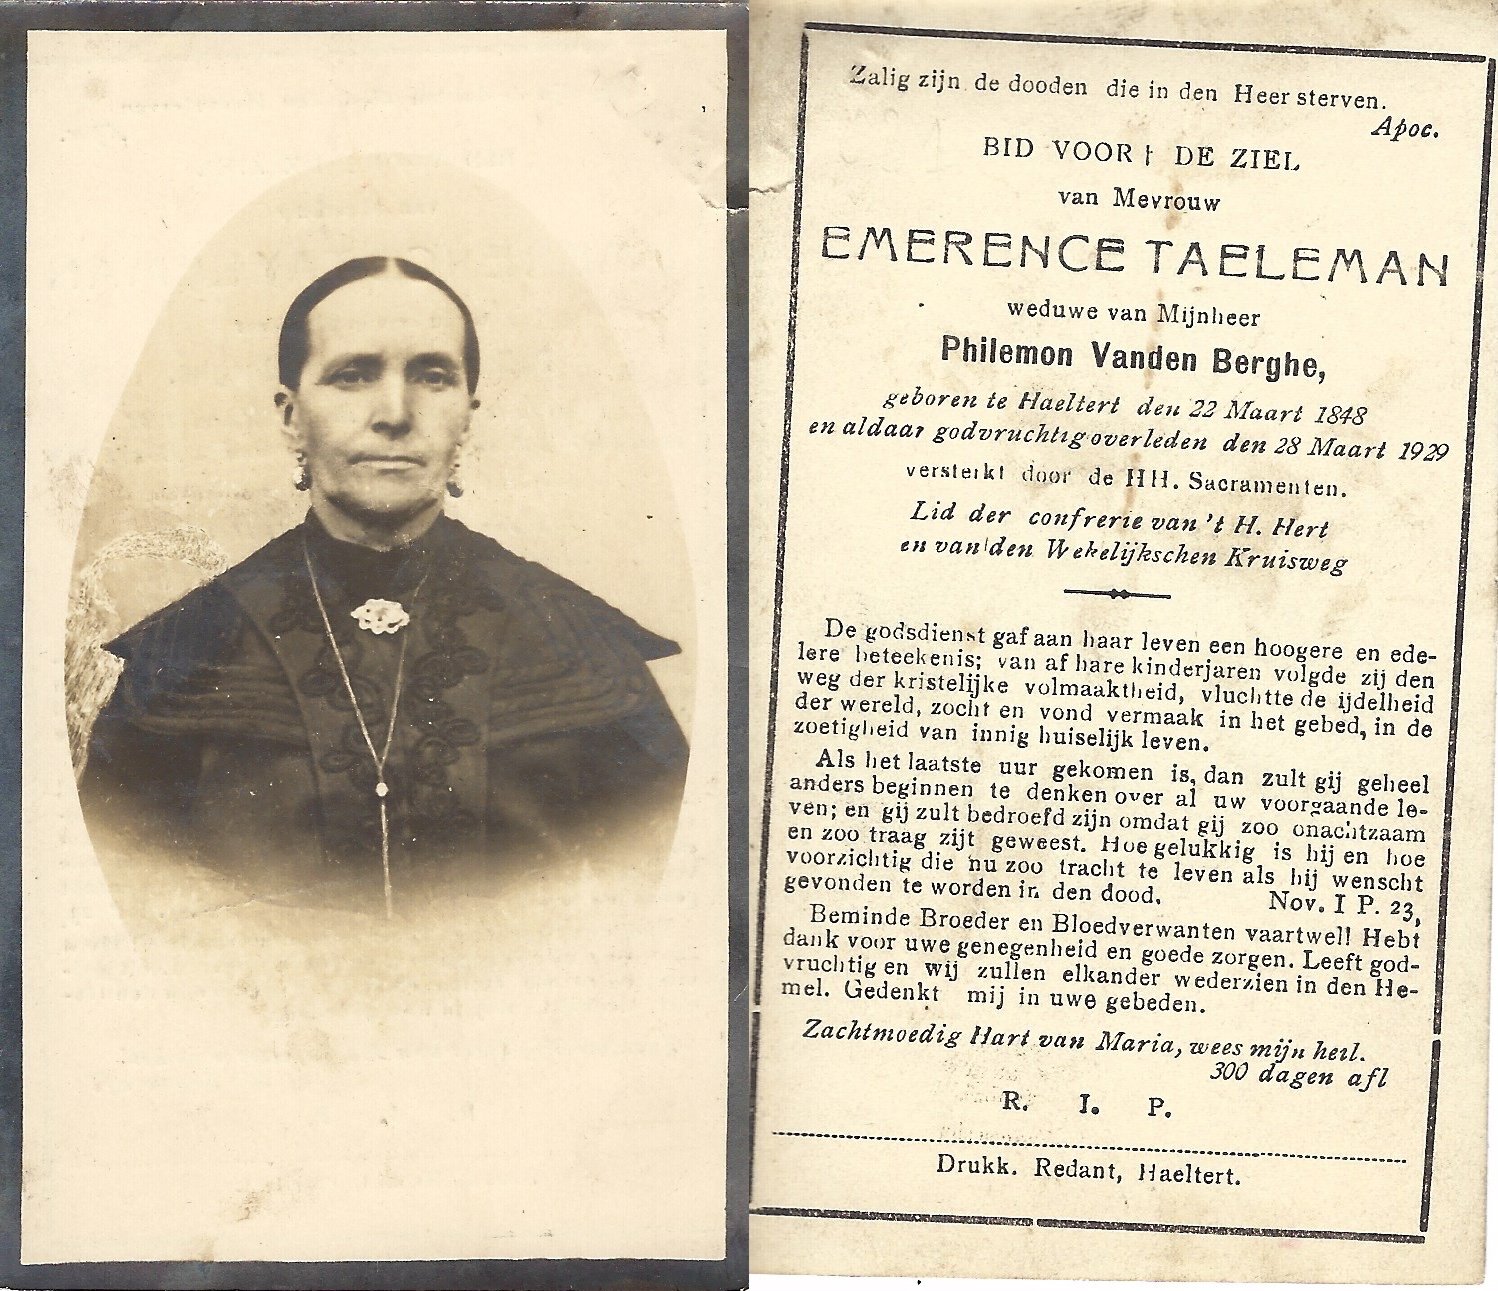 Zalig zijn de dooden die in den Heer sterven.
Apoc.
BID VOOR † DE ZIEL
van Mevrouw
EMERENCE TAELEMAN
weduwe van Mijnheer
Philemon Vanden Berghe,
geboren te Haeltert den 22 Maart 1848
en aldaar godvruchtig overleden den 28 Maart 1929
versterkt door de HH. Sacramenten.
Lid der confrerie van 't H. Hert
en van den Wekelijkschen Kruisweg
De godsdienst gaf aan haar leven een hoogere en ede-
lere beteekenis; van af hare kinderjaren volgde zij den
weg der kristelijke volmaaktheid, vluchtte de ijdelheid
der wereld, zocht en vond vermaak in het gebed, in de
zoetigheid van innig huiselijk leven.
Als het laatste uur gekomen is, dan zult gij geheel
anders beginnen te denken over al uw voorgaande le-
ven; en gij zult bedroefd zijn omdat gij zoo onachtzaam
en zoo traag zijt geweest. Hoe gelukkig is hij en hoe
voorzichtig die nu zoo tracht te leven als hij wenscht
gevonden te worden in den dood. Nov. I P. 23,
Beminde Broeder en Bloedverwanten vaartwel! Hebt
dank voor uwe genegenheid en goede zorgen. Leeft god-
vruchtig en wij zullen elkander wederzien in den He-
mel. Gedenkt mij in uwe gebeden.
Zachtmoedig Hart van Maria, wees mijn heil.
300 dagen afl
R. I. P.
Drukk. Redant, Haeltert.